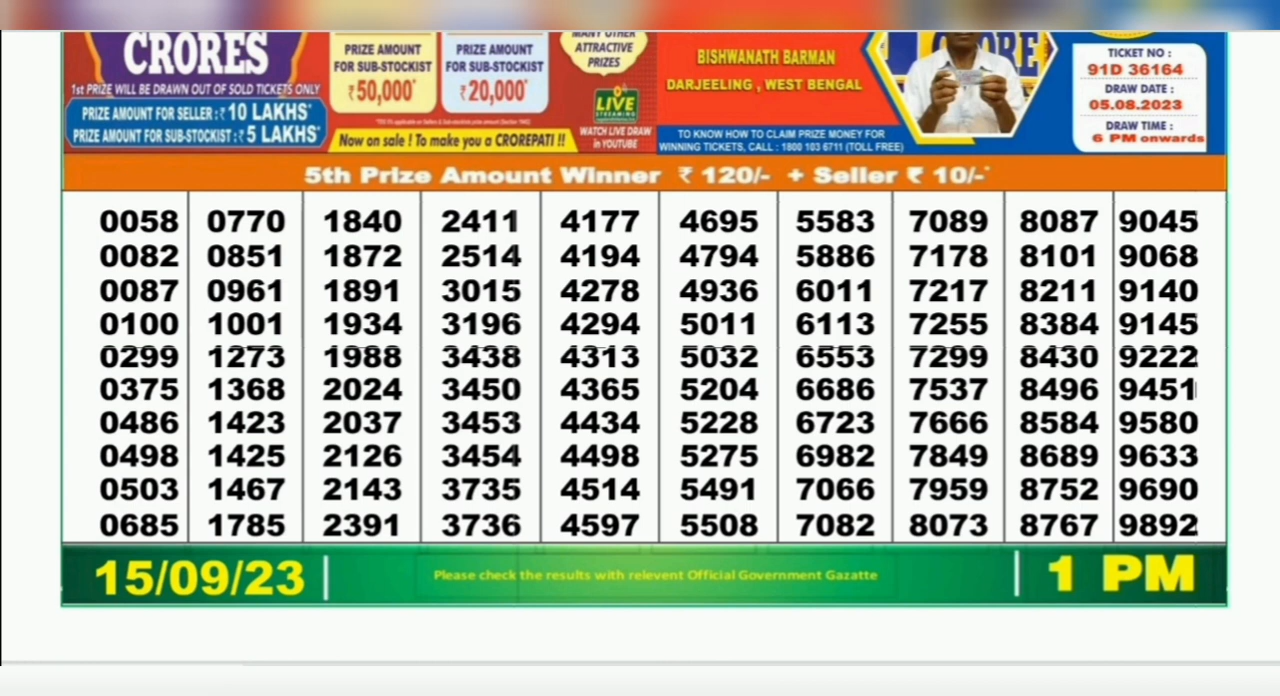 CRORES
1st PRIZE WILL BE DRAWN OUT OF SOLD TICKETS ONLY
PRIZE AMOUNT FOR SELLER : ₹ 10 LAKHS*
PRIZE AMOUNT FOR SUB-STOCKIST : ₹ 5 LAKHS*
PRIZE AMOUNT
FOR SUB-STOCKIST
₹50,000*
PRIZE AMOUNT
FOR SUB-STOCKIST
₹20,000*
Now on sale ! To make you a CROREPATI !!
MANY OTHER
ATTRACTIVE
PRIZES
LIVE
STREAMING
WATCH LIVE DRAW
in YOUTUBE
BISHWANATH BARMAN
DARJEELING , WEST BENGAL
TO KNOW HOW TO CLAIM PRIZE MONEY FOR
WINNING TICKETS, CALL : 1800 103 6711 (TOLL FREE)
CRORE
TICKET NO :
91D 36164
DRAW DATE :
05.08.2023
DRAW TIME :
6 PM onwards
5th Prize Amount Winner ₹ 120/- + Seller ₹ 10/-*
0058 0770 1840 2411 4177 4695 5583 7089 8087 9045
0082 0851 1872 2514 4194 4794 5886 7178 8101 9068
0087 0961 1891 3015 4278 4936 6011 7217 8211 9140
0100 1001 1934 3196 4294 5011 6113 7255 8384 9145
0299 1273 1988 3438 4313 5032 6553 7299 8430 9222
0375 1368 2024 3450 4365 5204 6686 7537 8496 9451
0486 1423 2037 3453 4434 5228 6723 7666 8584 9580
0498 1425 2126 3454 4498 5275 6982 7849 8689 9633
0503 1467 2143 3735 4514 5491 7066 7959 8752 9690
0685 1785 2391 3736 4597 5508 7082 8073 8767 9892
15/09/23 | Please check the results with relevent Official Government Gazatte | 1 PM